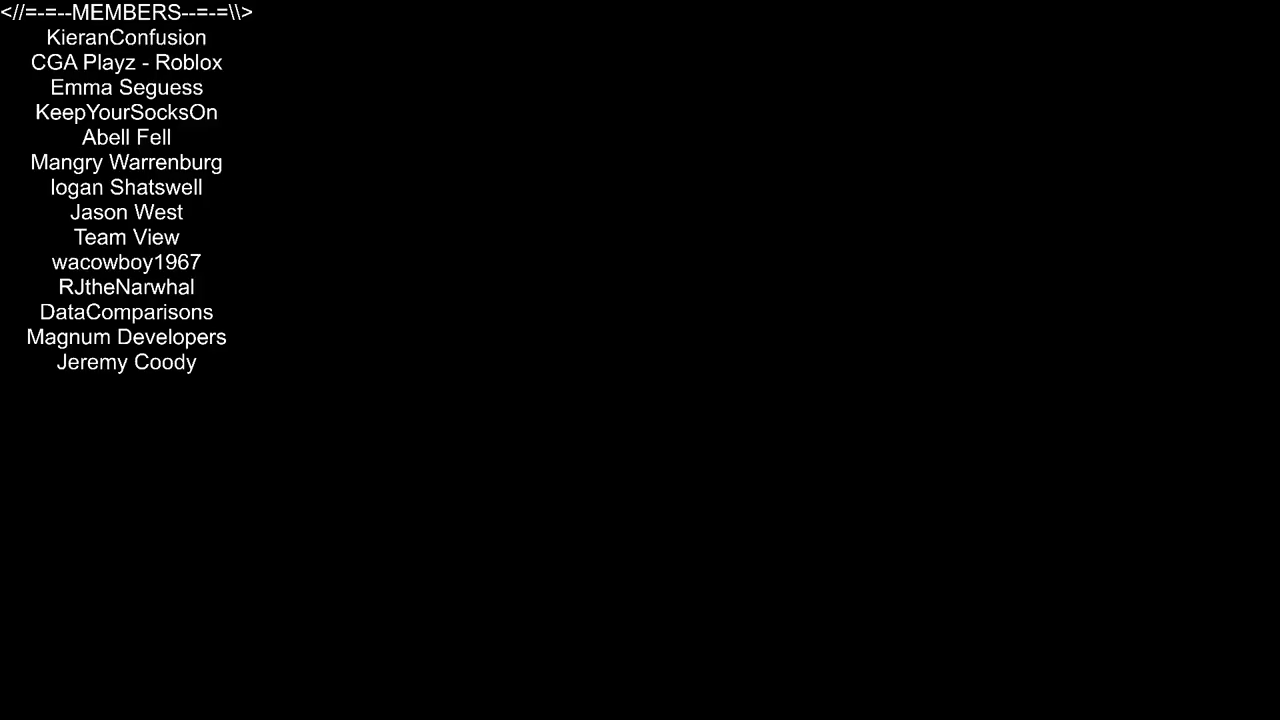 <//=-=--MEMBERS--=-=\\>
KieranConfusion
CGA Playz - Roblox
Emma Seguess
KeepYourSocksOn
Abell Fell
Mangry Warrenburg
logan Shatswell
Jason West
Team View
wacowboy1967
RJtheNarwhal
DataComparisons
Magnum Developers
Jeremy Coody